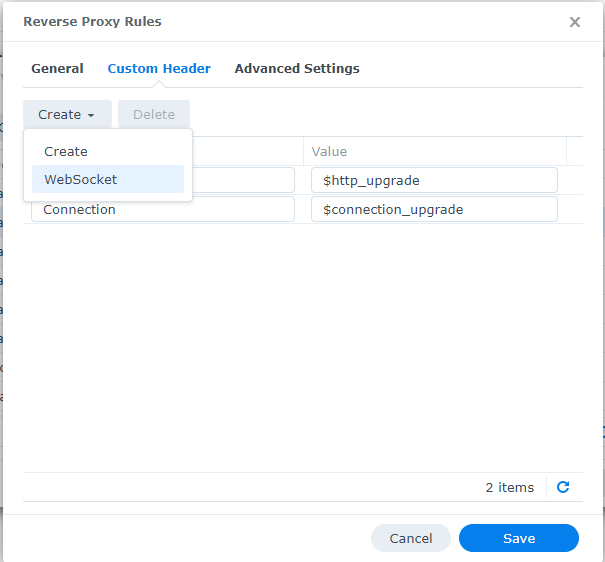 Reverse Proxy Rules
General Custom Header Advanced Settings
Create Delete
Create
Value
WebSocket
$http_upgrade
Connection
$connection_upgrade
2 items
Cancel Save